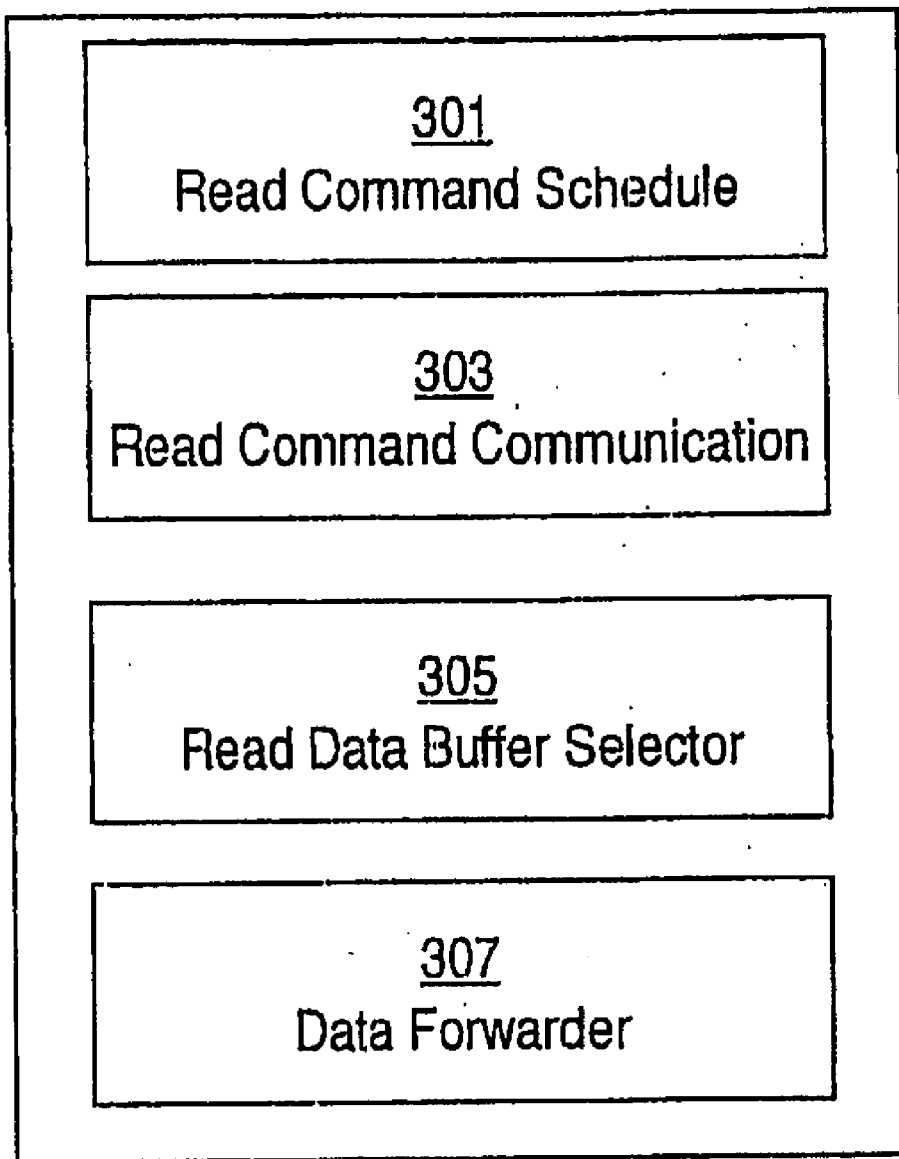 301
Read Command Schedule
303
Read Command Communication
305
Read Data Buffer Selector
307
Data Forwarder